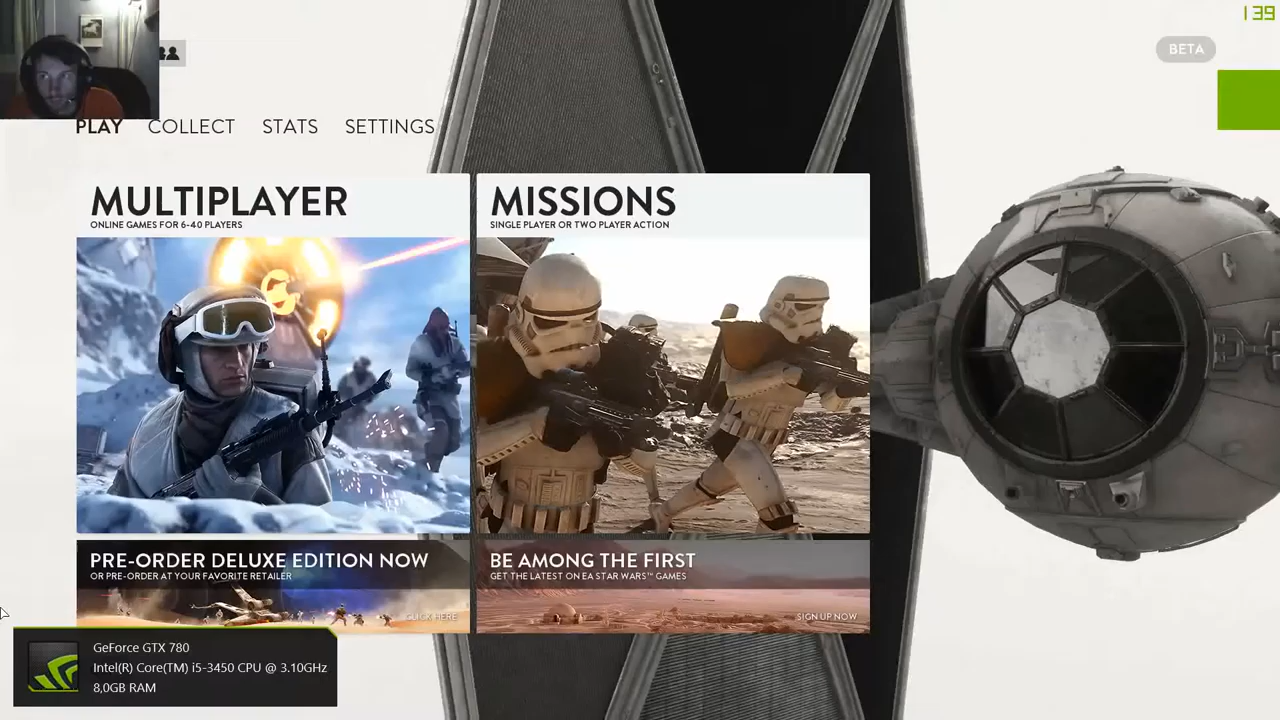 139
BETA
PLAY COLLECT STATS SETTINGS
MULTIPLAYER
ONLINE GAMES FOR 6-40 PLAYERS
MISSIONS
SINGLE PLAYER OR TWO PLAYER ACTION
PRE-ORDER DELUXE EDITION NOW
OR PRE-ORDER AT YOUR FAVORITE RETAILER
CLICK HERE
BE AMONG THE FIRST
GET THE LATEST ON EA STAR WARS™ GAMES
SIGN UP NOW
GeForce GTX 780
Intel(R) Core(TM) i5-3450 CPU @ 3.10GHz
8,0GB RAM